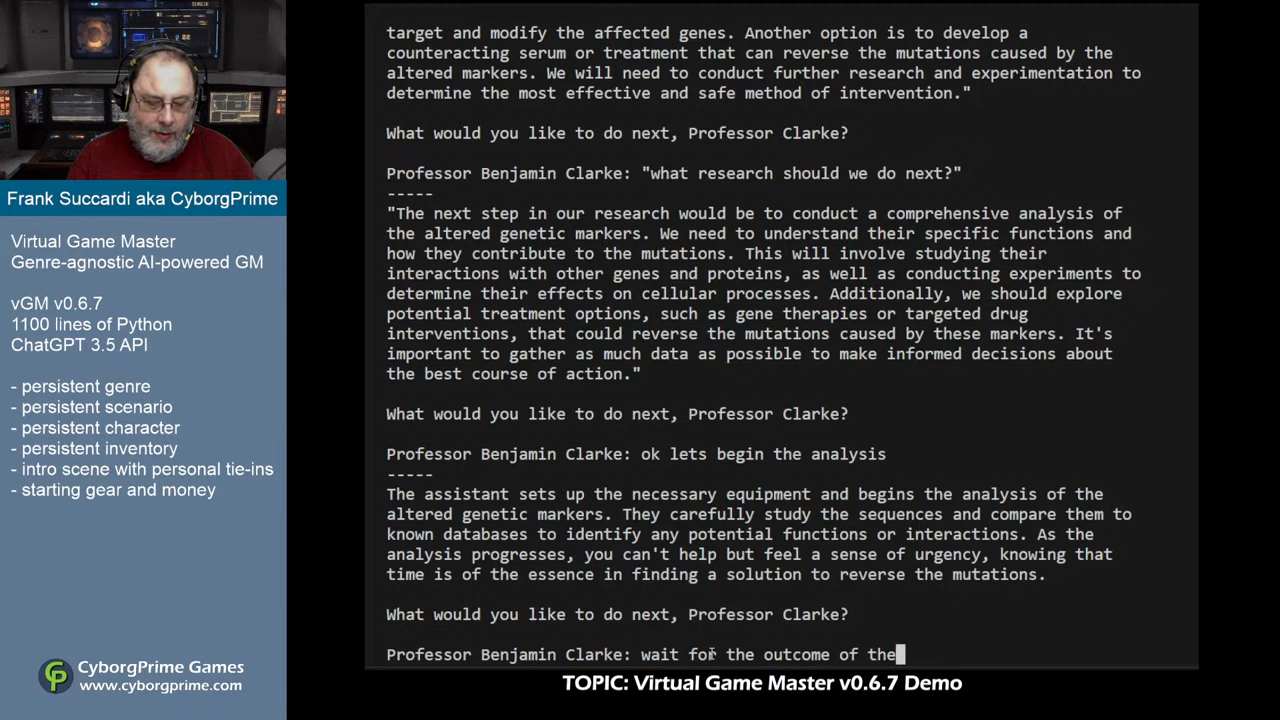 Frank Succardi aka CyborgPrime
Virtual Game Master
Genre-agnostic AI-powered GM
vGM v0.6.7
1100 lines of Python
ChatGPT 3.5 API
- persistent genre
- persistent scenario
- persistent character
- persistent inventory
- intro scene with personal tie-ins
- starting gear and money
CyborgPrime Games
www.cyborgprime.com
target and modify the affected genes. Another option is to develop a
counteracting serum or treatment that can reverse the mutations caused by the
altered markers. We will need to conduct further research and experimentation to
determine the most effective and safe method of intervention."
What would you like to do next, Professor Clarke?
Professor Benjamin Clarke: "what research should we do next?"
-----
"The next step in our research would be to conduct a comprehensive analysis of
the altered genetic markers. We need to understand their specific functions and
how they contribute to the mutations. This will involve studying their
interactions with other genes and proteins, as well as conducting experiments to
determine their effects on cellular processes. Additionally, we should explore
potential treatment options, such as gene therapies or targeted drug
interventions, that could reverse the mutations caused by these markers. It's
important to gather as much data as possible to make informed decisions about
the best course of action."
What would you like to do next, Professor Clarke?
Professor Benjamin Clarke: ok lets begin the analysis
-----
The assistant sets up the necessary equipment and begins the analysis of the
altered genetic markers. They carefully study the sequences and compare them to
known databases to identify any potential functions or interactions. As the
analysis progresses, you can't help but feel a sense of urgency, knowing that
time is of the essence in finding a solution to reverse the mutations.
What would you like to do next, Professor Clarke?
Professor Benjamin Clarke: wait for the outcome of the
TOPIC: Virtual Game Master v0.6.7 Demo